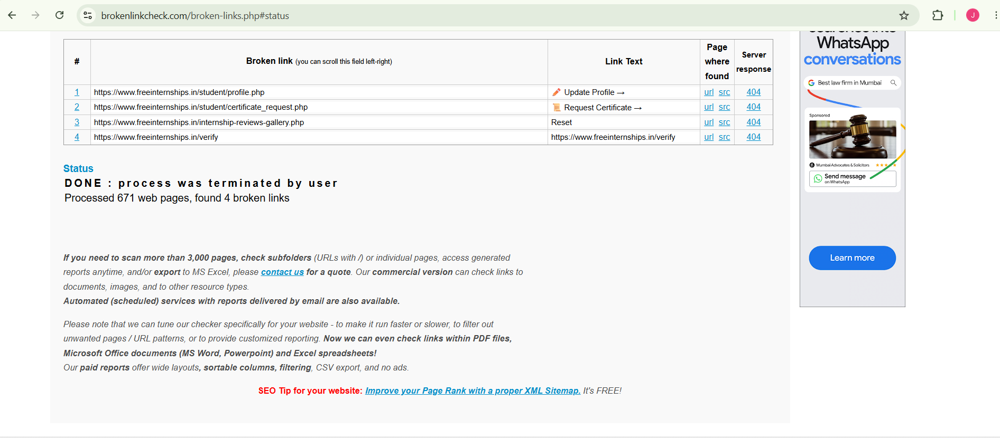 brokenlinkcheck.com/broken-links.php#status
J
# Broken link (you can scroll this field left-right) Link Text Page where found Server response
1 https://www.freeinternships.in/student/profile.php Update Profile → url src 404
2 https://www.freeinternships.in/student/certificate_request.php Request Certificate → url src 404
3 https://www.freeinternships.in/internship-reviews-gallery.php Reset url src 404
4 https://www.freeinternships.in/verify https://www.freeinternships.in/verify url src 404
Status
DONE : process was terminated by user
Processed 671 web pages, found 4 broken links
If you need to scan more than 3,000 pages, check subfolders (URLs with /) or individual pages, access generated
reports anytime, and/or export to MS Excel, please contact us for a quote. Our commercial version can check links to
documents, images, and to other resource types.
Automated (scheduled) services with reports delivered by email are also available.
Please note that we can tune our checker specifically for your website - to make it run faster or slower, to filter out
unwanted pages / URL patterns, or to provide customized reporting. Now we can even check links within PDF files,
Microsoft Office documents (MS Word, Powerpoint) and Excel spreadsheets!
Our paid reports offer wide layouts, sortable columns, filtering, CSV export, and no ads.
SEO Tip for your website: Improve your Page Rank with a proper XML Sitemap. It's FREE!
WhatsApp
conversations
Best law firm in Mumbai
Sponsored
Mumbai Advocates & Solicitors
Send message
on WhatsApp
Learn more